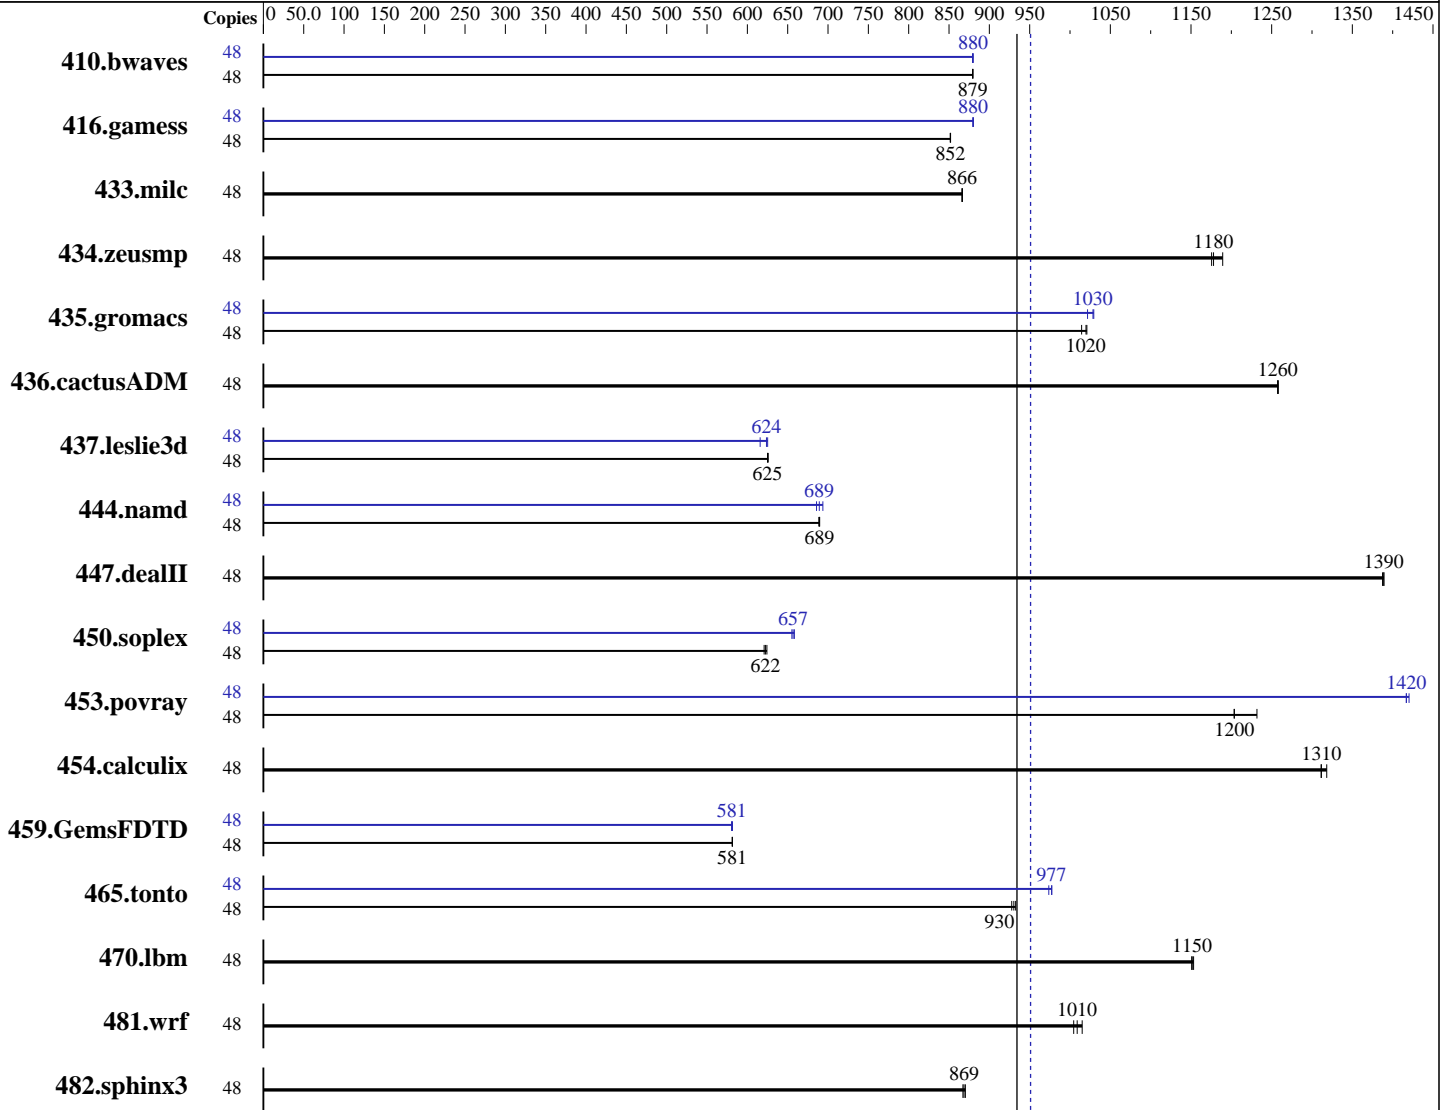 Copies 0 50.0 100 150 200 250 300 350 400 450 500 550 600 650 700 750 800 850 900 950 1050 1150 1250 1350 1450
410.bwaves 48 880
48 879
416.gamess 48 880
48 852
433.milc 48 866
434.zeusmp 48 1180
435.gromacs 48 1030
48 1020
436.cactusADM 48 1260
437.leslie3d 48 624
48 625
444.namd 48 689
48 689
447.dealII 48 1390
450.soplex 48 657
48 622
453.povray 48 1420
48 1200
454.calculix 48 1310
459.GemsFDTD 48 581
48 581
465.tonto 48 977
48 930
470.lbm 48 1150
481.wrf 48 1010
482.sphinx3 48 869